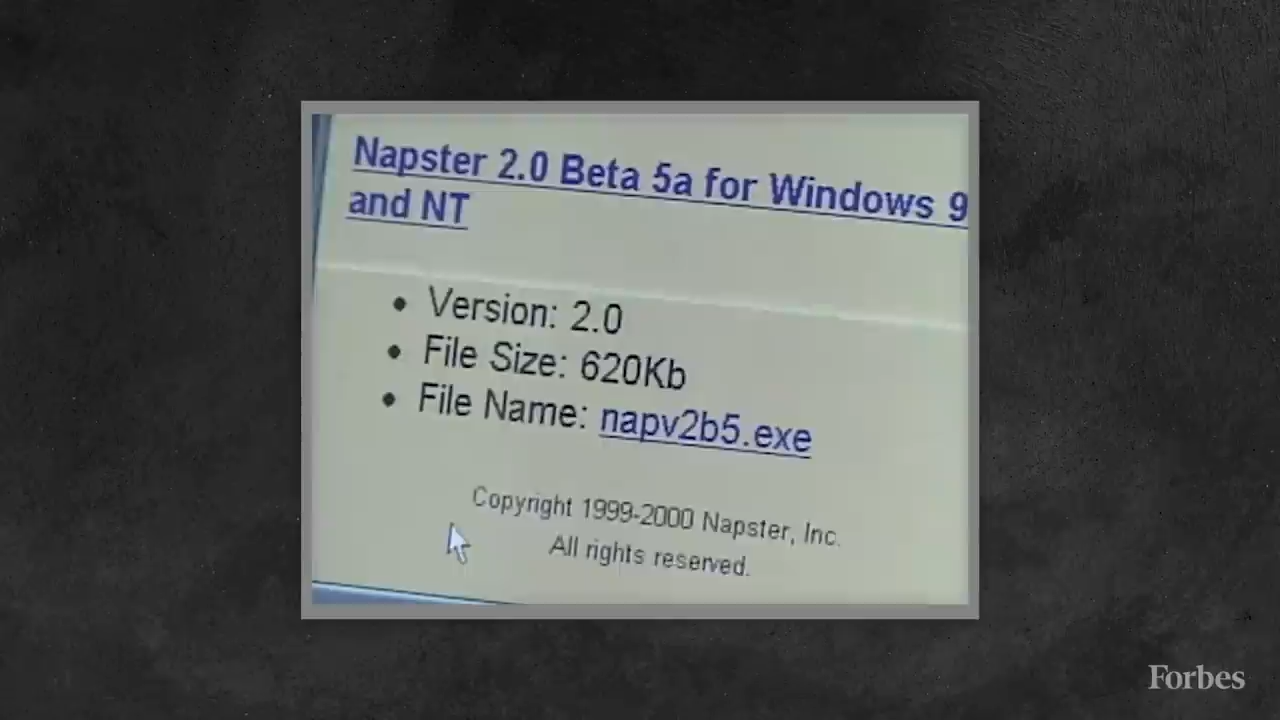 Napster 2.0 Beta 5a for Windows 9
and NT
• Version: 2.0
• File Size: 620Kb
• File Name: napv2b5.exe
Copyright 1999-2000 Napster, Inc.
All rights reserved.
Forbes